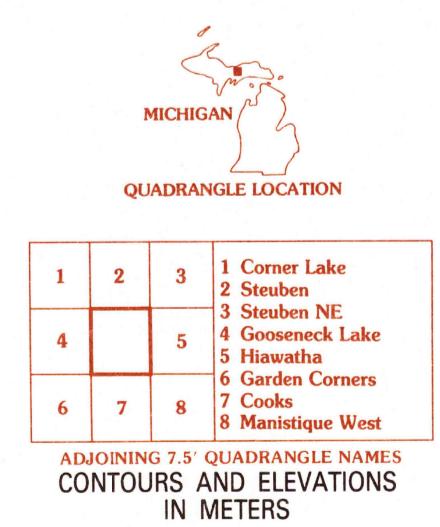 MICHIGAN
QUADRANGLE LOCATION
1 2 3
4 5
6 7 8
1 Corner Lake
2 Steuben
3 Steuben NE
4 Gooseneck Lake
5 Hiawatha
6 Garden Corners
7 Cooks
8 Manistique West
ADJOINING 7.5′ QUADRANGLE NAMES
CONTOURS AND ELEVATIONS
IN METERS